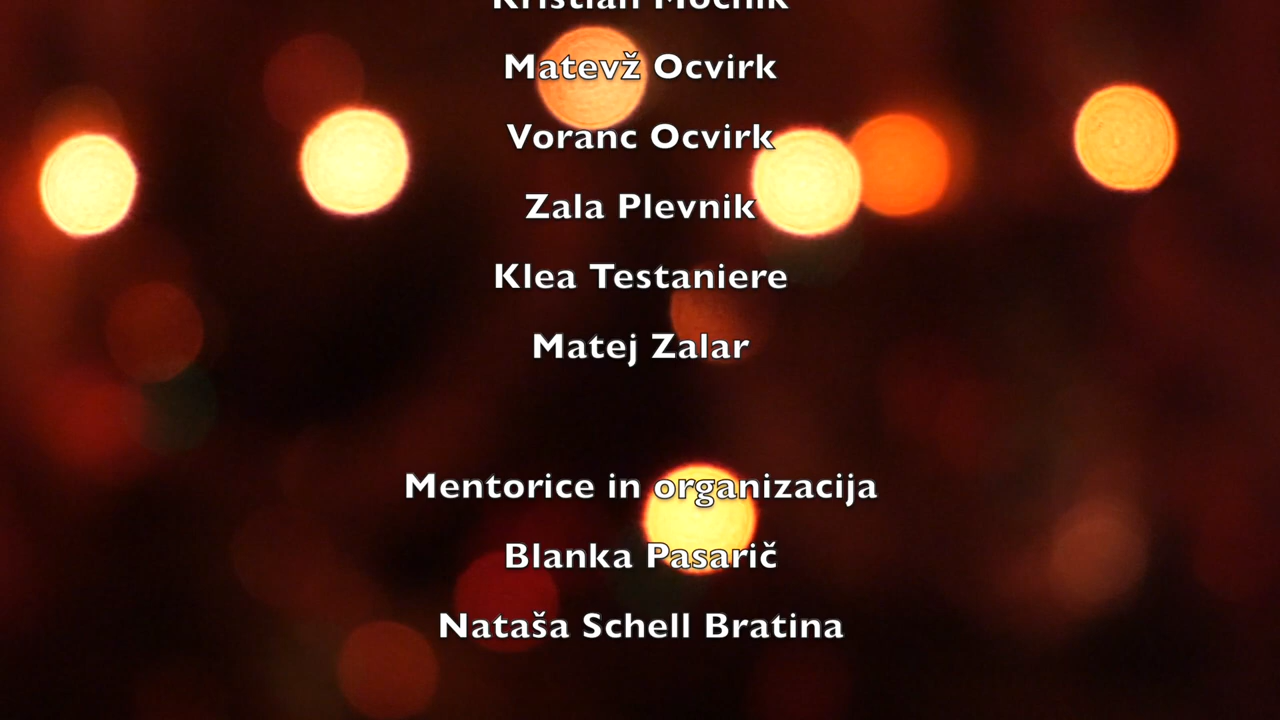 Matevž Ocvirk
Voranc Ocvirk
Zala Plevnik
Klea Testaniere
Matej Zalar
Mentorice in organizacija
Blanka Pasarič
Nataša Schell Bratina